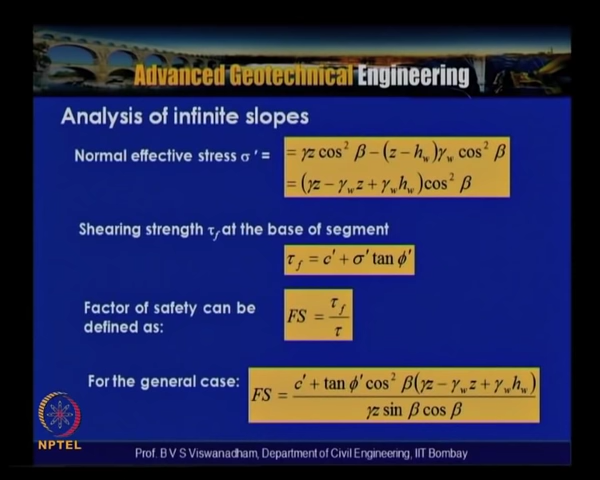 Advanced Geotechnical Engineering
Analysis of infinite slopes
Normal effective stress σ' =
= γz cos² β − (z − h_w)γ_w cos² β
= (γz − γ_w z + γ_w h_w)cos² β
Shearing strength τ_f at the base of segment
τ_f = c' + σ' tan φ'
Factor of safety can be
defined as:
FS = τ_f / τ
For the general case:
FS = c' + tan φ' cos² β(γz − γ_w z + γ_w h_w) / γz sin β cos β
NPTEL
Prof. B V S Viswanadham, Department of Civil Engineering, IIT Bombay